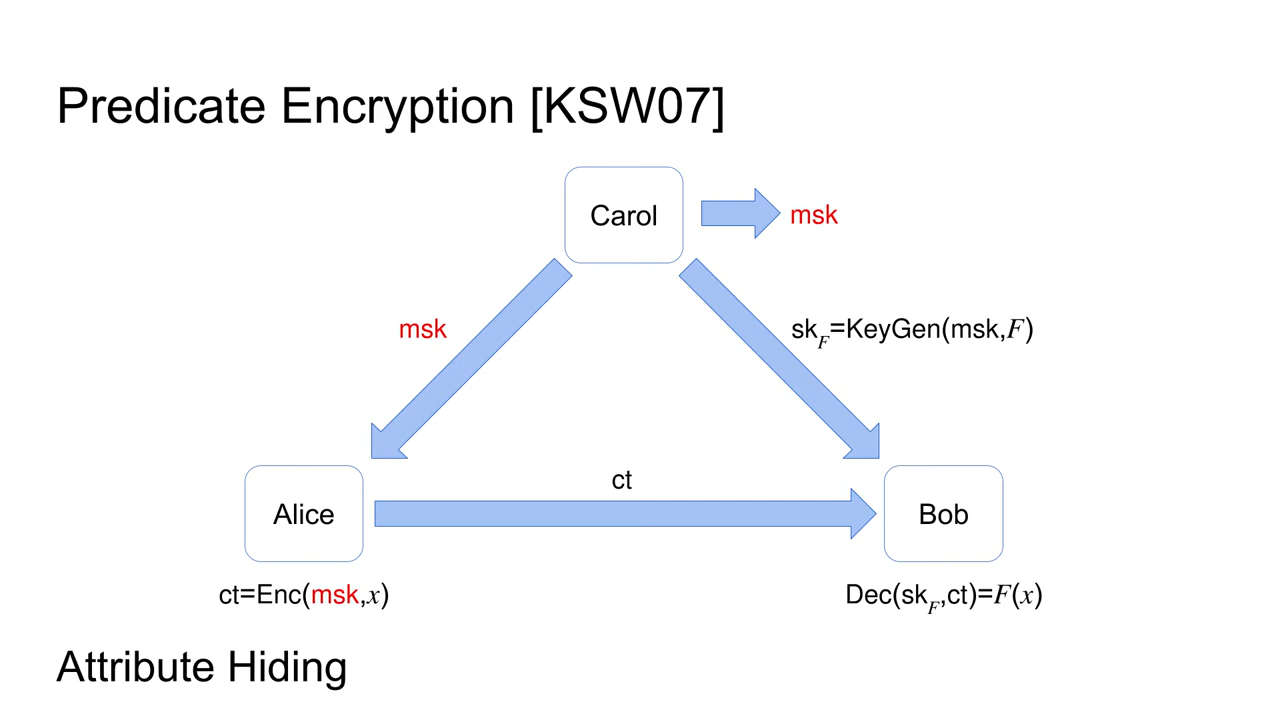 Predicate Encryption [KSW07]
Carol
msk
msk
sk_F=KeyGen(msk,F)
ct
Alice
Bob
ct=Enc(msk,x)
Dec(sk_F,ct)=F(x)
Attribute Hiding